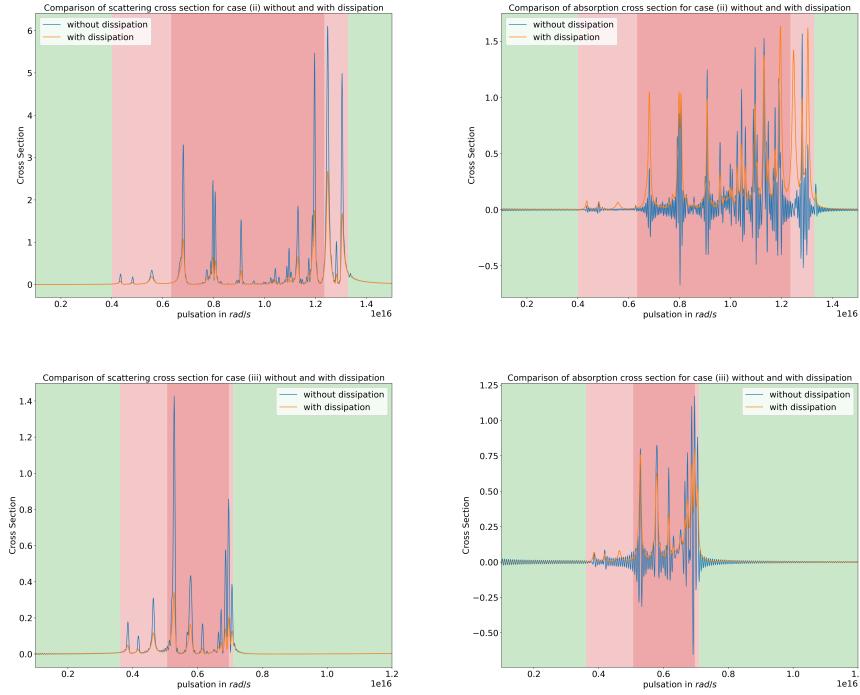 Comparison of scattering cross section for case (ii) without and with dissipation
without dissipation
with dissipation
Cross Section
6
5
4
3
2
1
0
0.2 0.4 0.6 0.8 1.0 1.2 1.4
1e16
pulsation in rad/s
Comparison of absorption cross section for case (ii) without and with dissipation
without dissipation
with dissipation
Cross Section
1.5
1.0
0.5
0.0
−0.5
0.2 0.4 0.6 0.8 1.0 1.2 1.4
1e16
pulsation in rad/s
Comparison of scattering cross section for case (iii) without and with dissipation
without dissipation
with dissipation
Cross Section
1.4
1.2
1.0
0.8
0.6
0.4
0.2
0.0
0.2 0.4 0.6 0.8 1.0 1.2
1e16
pulsation in rad/s
Comparison of absorption cross section for case (iii) without and with dissipation
without dissipation
with dissipation
Cross Section
1.25
1.00
0.75
0.50
0.25
0.00
−0.25
−0.50
0.2 0.4 0.6 0.8 1.0 1.2
1e16
pulsation in rad/s